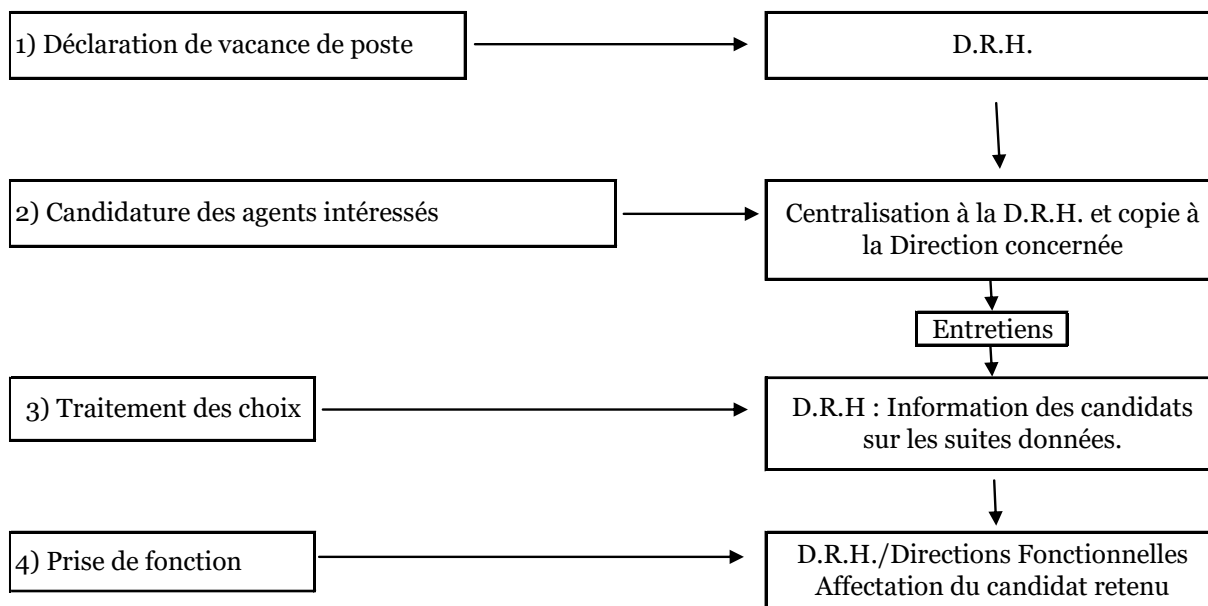 1) Déclaration de vacance de poste
D.R.H.
2) Candidature des agents intéressés
Centralisation à la D.R.H. et copie à
la Direction concernée
Entretiens
3) Traitement des choix
D.R.H : Information des candidats
sur les suites données.
4) Prise de fonction
D.R.H./Directions Fonctionnelles
Affectation du candidat retenu